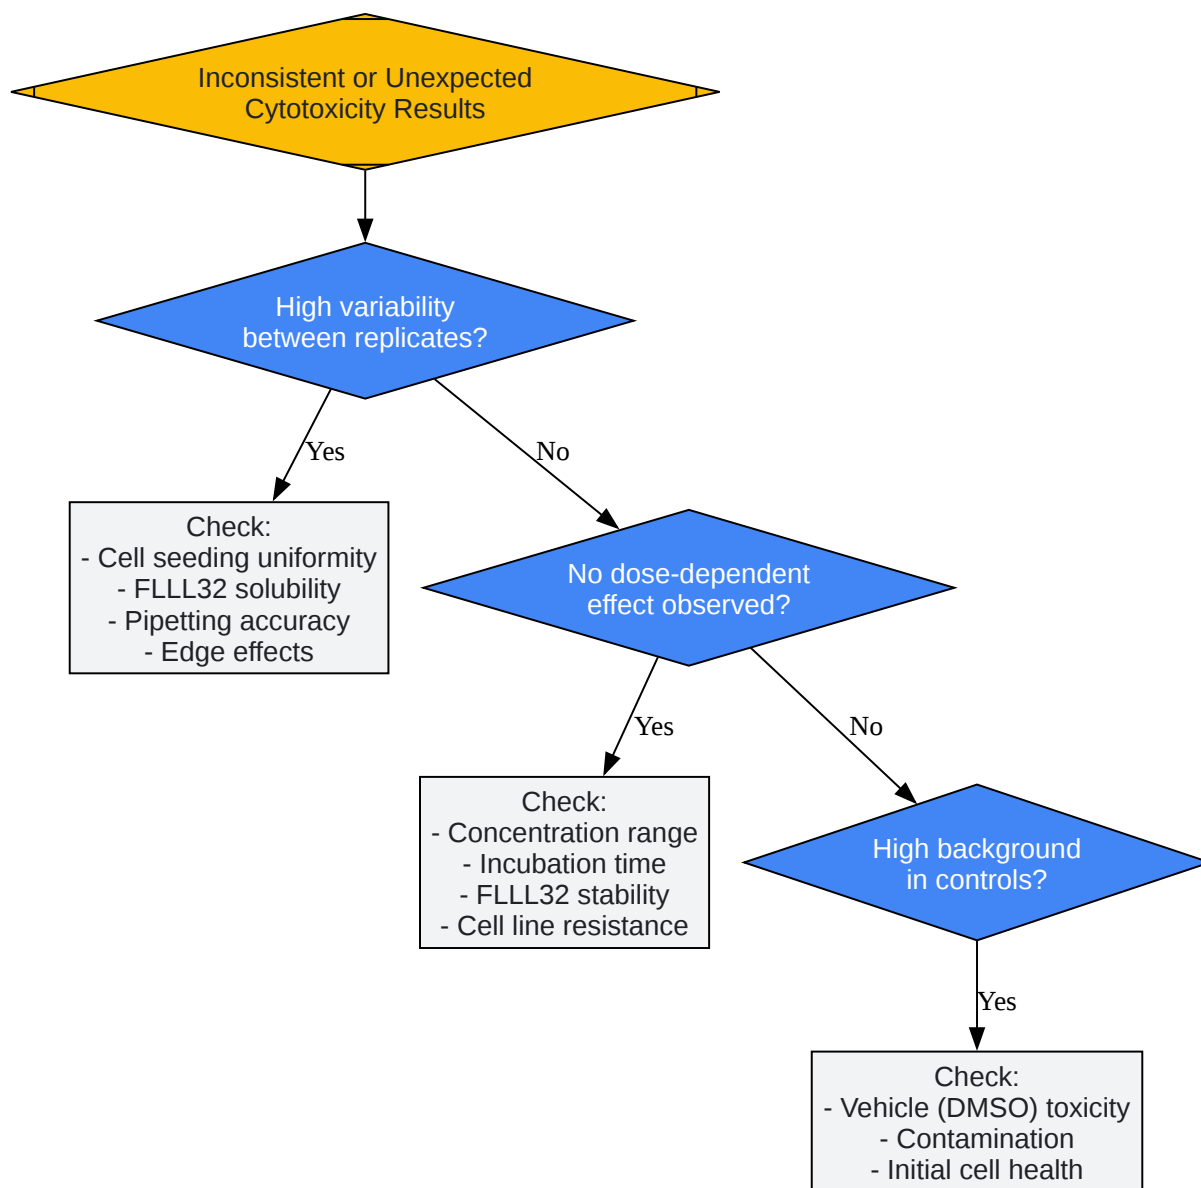 Inconsistent or Unexpected
Cytotoxicity Results
High variability
between replicates?
Yes
No
Check:
- Cell seeding uniformity
- FLLL32 solubility
- Pipetting accuracy
- Edge effects
No dose-dependent
effect observed?
Yes
No
Check:
- Concentration range
- Incubation time
- FLLL32 stability
- Cell line resistance
High background
in controls?
Yes
Check:
- Vehicle (DMSO) toxicity
- Contamination
- Initial cell health